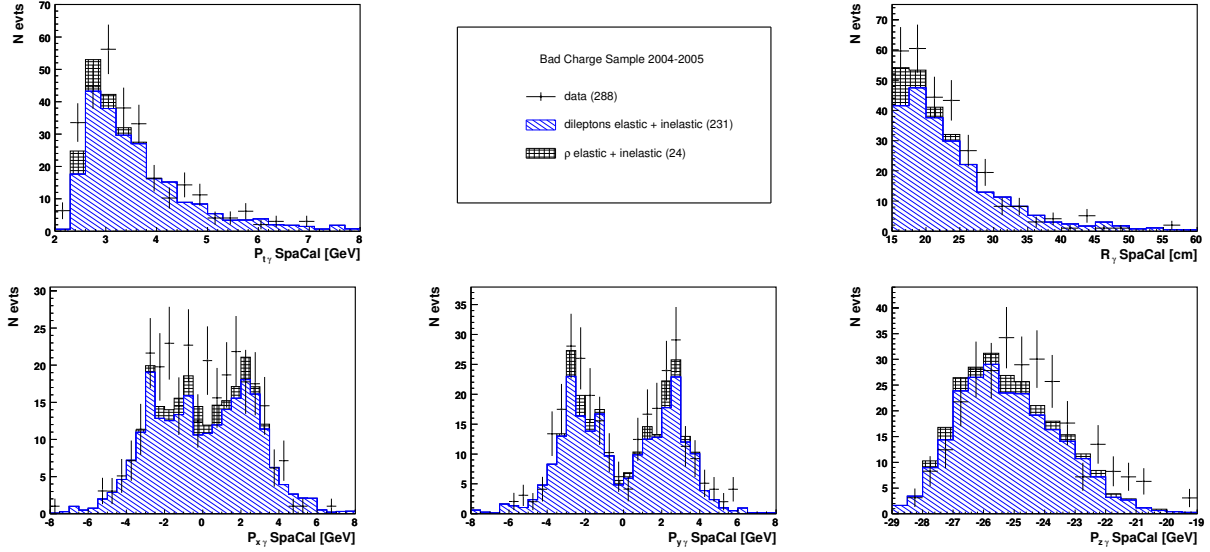 N evts
70
60
50
40
30
20
10
0
2 3 4 5 6 7 8
P t γ SpaCal [GeV]
Bad Charge Sample 2004-2005
data (288)
dileptons elastic + inelastic (231)
ρ elastic + inelastic (24)
N evts
70
60
50
40
30
20
10
0
15 20 25 30 35 40 45 50 55 60
R γ SpaCal [cm]
N evts
30
25
20
15
10
5
0
-8 -6 -4 -2 0 2 4 6 8
P x γ SpaCal [GeV]
N evts
35
30
25
20
15
10
5
0
-8 -6 -4 -2 0 2 4 6 8
P y γ SpaCal [GeV]
N evts
40
35
30
25
20
15
10
5
0
-29 -28 -27 -26 -25 -24 -23 -22 -21 -20 -19
P z γ SpaCal [GeV]